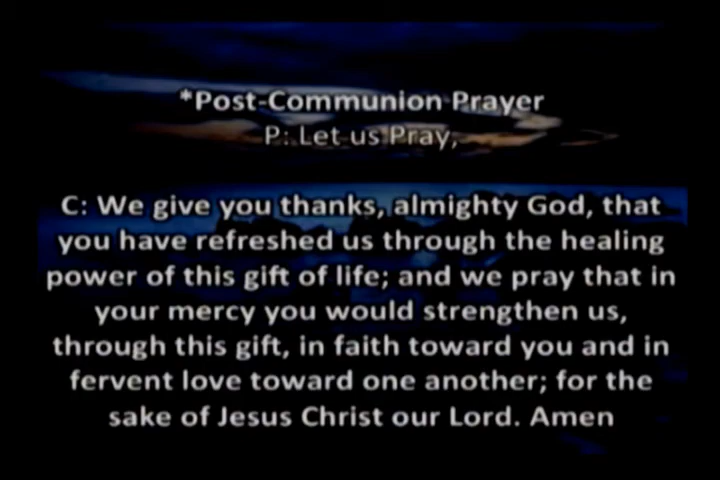 *Post-Communion Prayer
P: Let us Pray,
C: We give you thanks, almighty God, that
you have refreshed us through the healing
power of this gift of life; and we pray that in
your mercy you would strengthen us,
through this gift, in faith toward you and in
fervent love toward one another; for the
sake of Jesus Christ our Lord. Amen